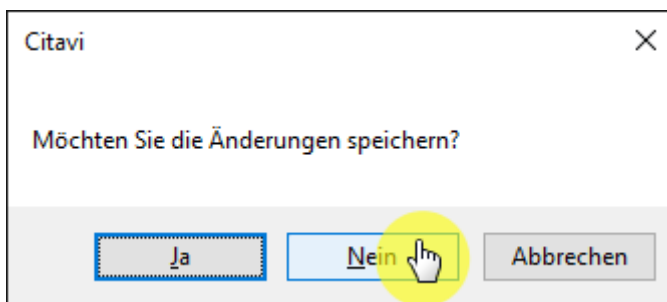 Citavi
Möchten Sie die Änderungen speichern?
Ja
Nein
Abbrechen